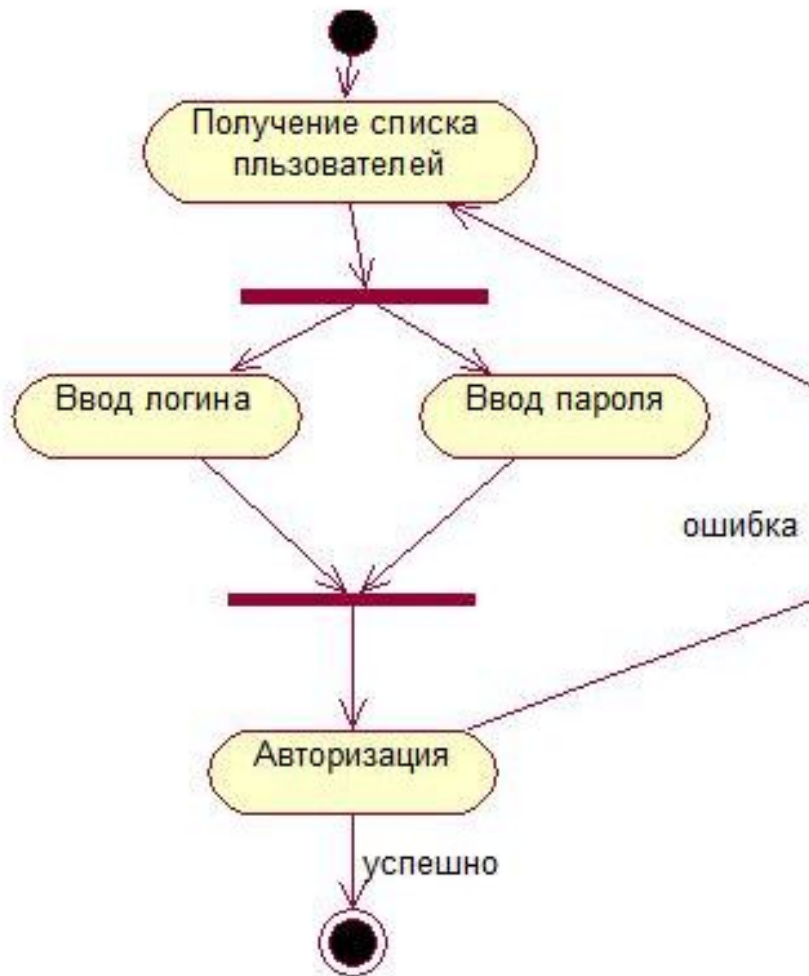 Получение списка
пльзователей
Ввод логина
Ввод пароля
ошибка
Авторизация
успешно